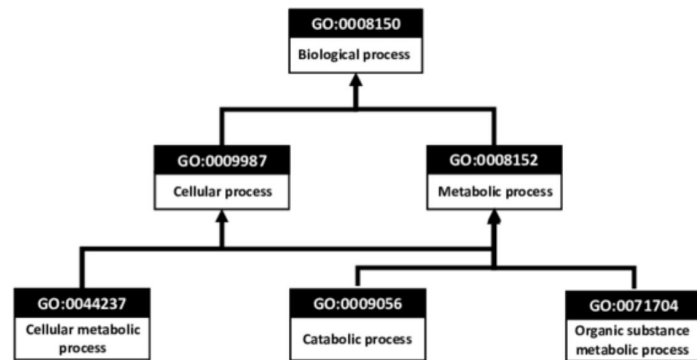 GO:0008150
Biological process
GO:0009987
Cellular process
GO:0008152
Metabolic process
GO:0044237
Cellular metabolic
process
GO:0009056
Catabolic process
GO:0071704
Organic substance
metabolic process